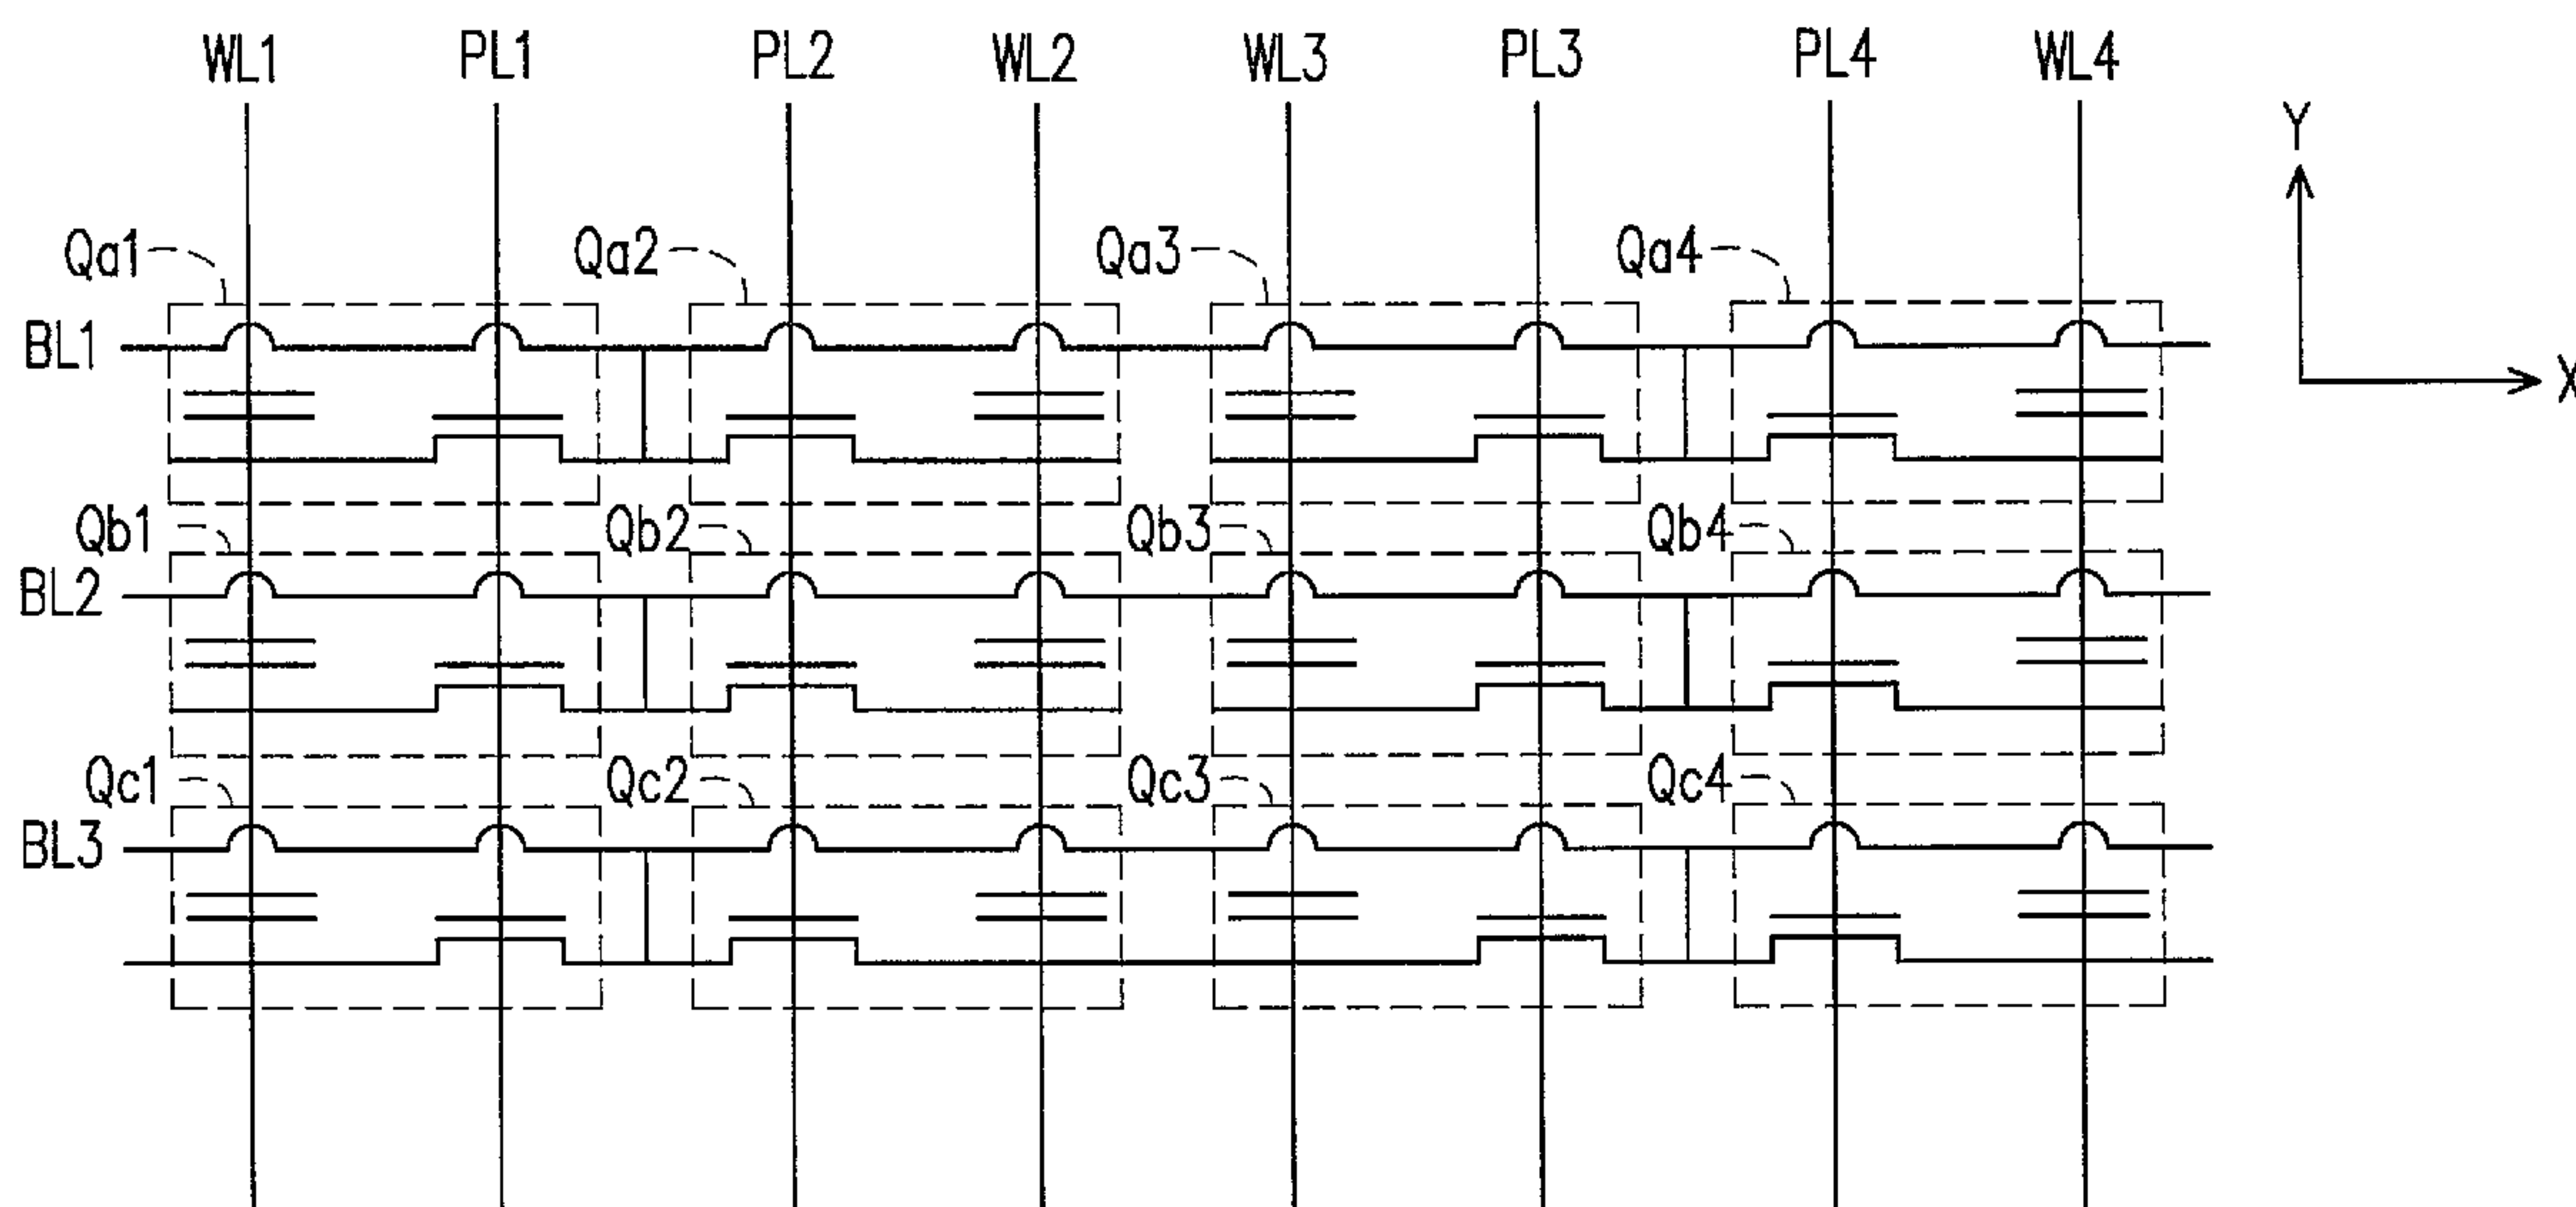 WL1 PL1 PL2 WL2 WL3 PL3 PL4 WL4
Y
Qa1 Qa2 Qa3 Qa4
BL1
X
Qb1 Qb2 Qb3 Qb4
BL2
Qc1 Qc2 Qc3 Qc4
BL3